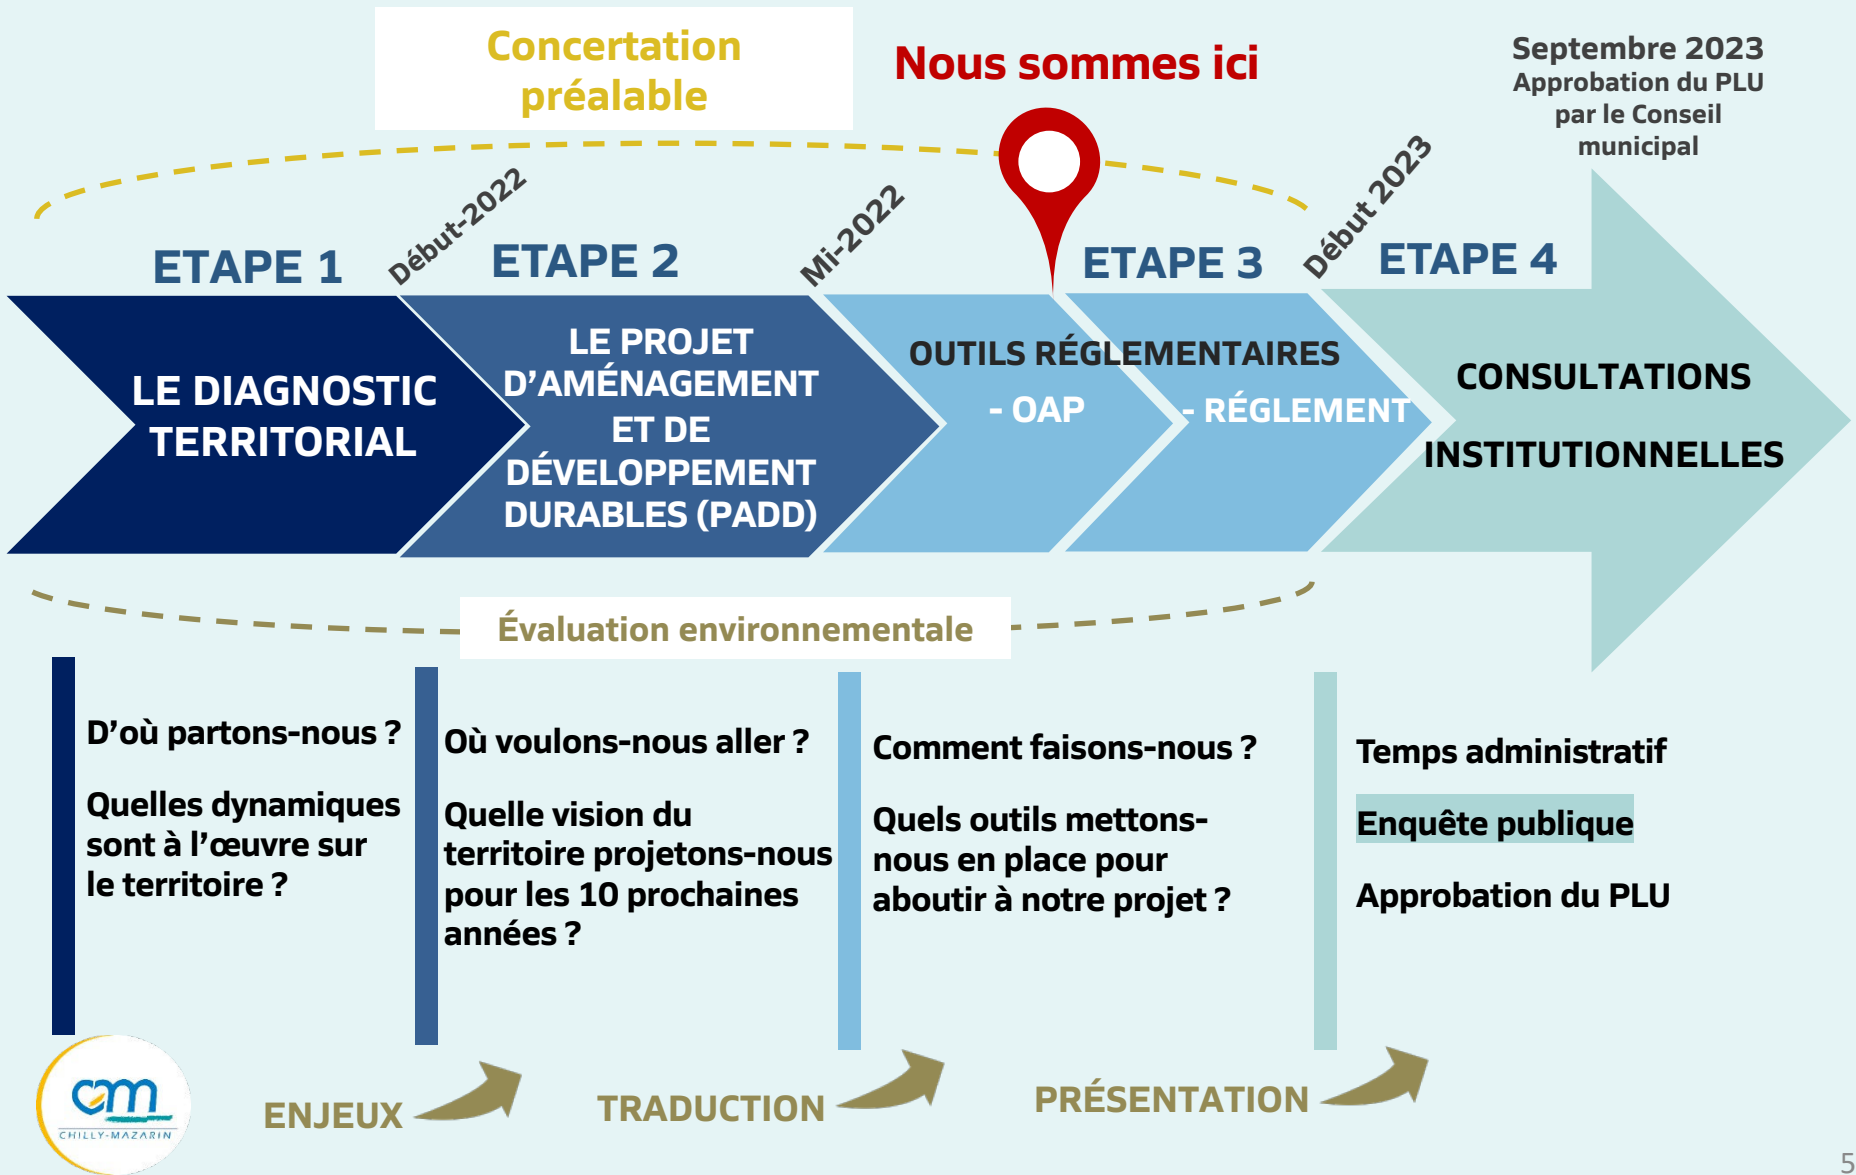 Concertation
préalable
Nous sommes ici
Septembre 2023
Approbation du PLU
par le Conseil
municipal
ETAPE 1
Début-2022
ETAPE 2
Mi-2022
ETAPE 3
Début 2023
ETAPE 4
LE DIAGNOSTIC
TERRITORIAL
LE PROJET
D’AMÉNAGEMENT
ET DE
DÉVELOPPEMENT
DURABLES (PADD)
OUTILS RÉGLEMENTAIRES
- OAP
- RÉGLEMENT
CONSULTATIONS
INSTITUTIONNELLES
Évaluation environnementale
D’où partons-nous ?
Quelles dynamiques
sont à l’œuvre sur
le territoire ?
Où voulons-nous aller ?
Quelle vision du
territoire projetons-nous
pour les 10 prochaines
années ?
Comment faisons-nous ?
Quels outils mettons-
nous en place pour
aboutir à notre projet ?
Temps administratif
Enquête publique
Approbation du PLU
cm
CHILLY-MAZARIN
ENJEUX
TRADUCTION
PRÉSENTATION
5